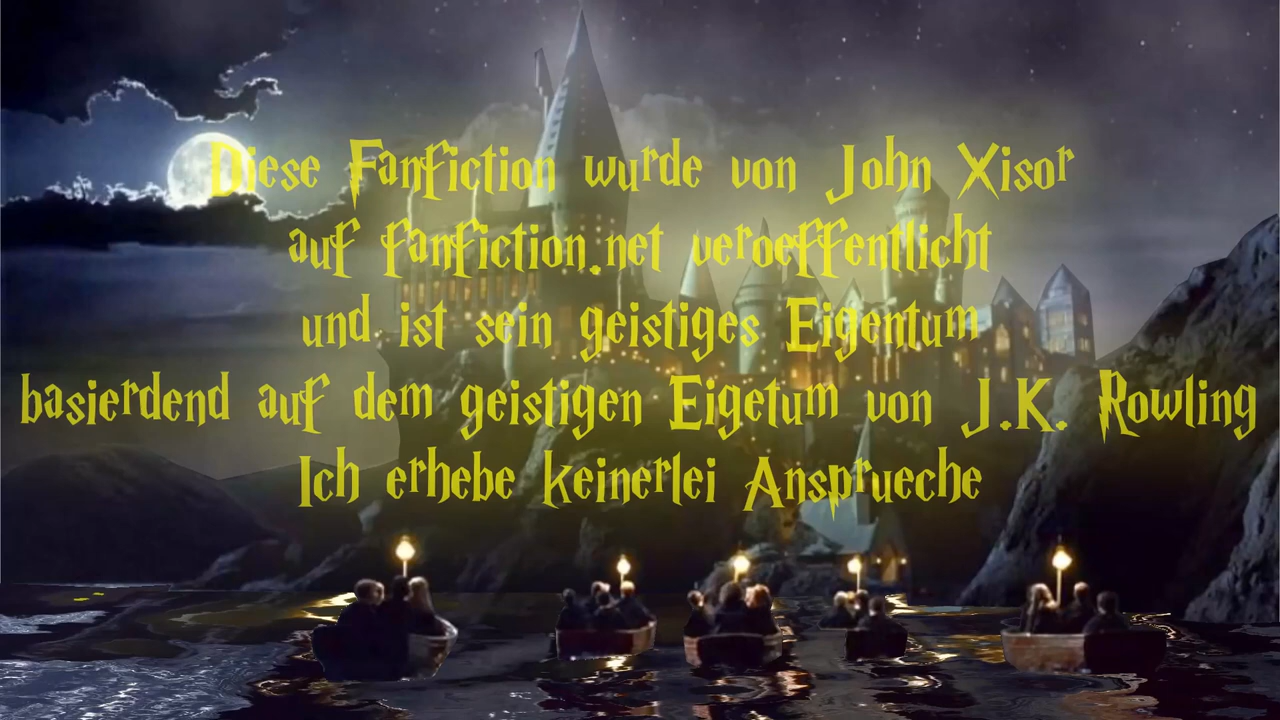 Diese Fanfiction wurde von John Xisor
auf fanfiction.net veroeffentlicht
und ist sein geistiges Eigentum
basierdend auf dem geistigen Eigetum von J.K. Rowling
Ich erhebe keinerlei Ansprueche